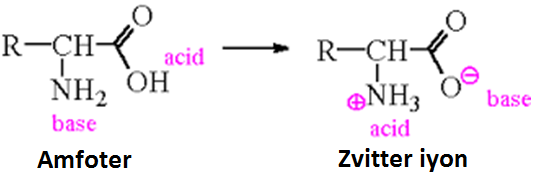 R—CH
O
OH
acid
NH₂
base
Amfoter
R—CH
O
O⊖
base
⊕NH₃
acid
Zvitter iyon